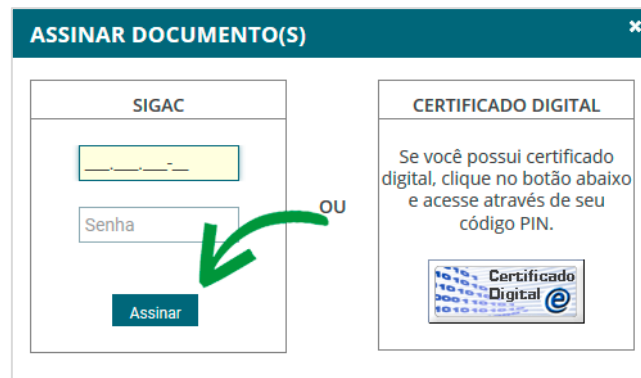 ASSINAR DOCUMENTO(S)
SIGAC
___.___.___-__
Senha
Assinar
OU
CERTIFICADO DIGITAL
Se você possui certificado
digital, clique no botão abaixo
e acesse através de seu
código PIN.
Certificado
Digital